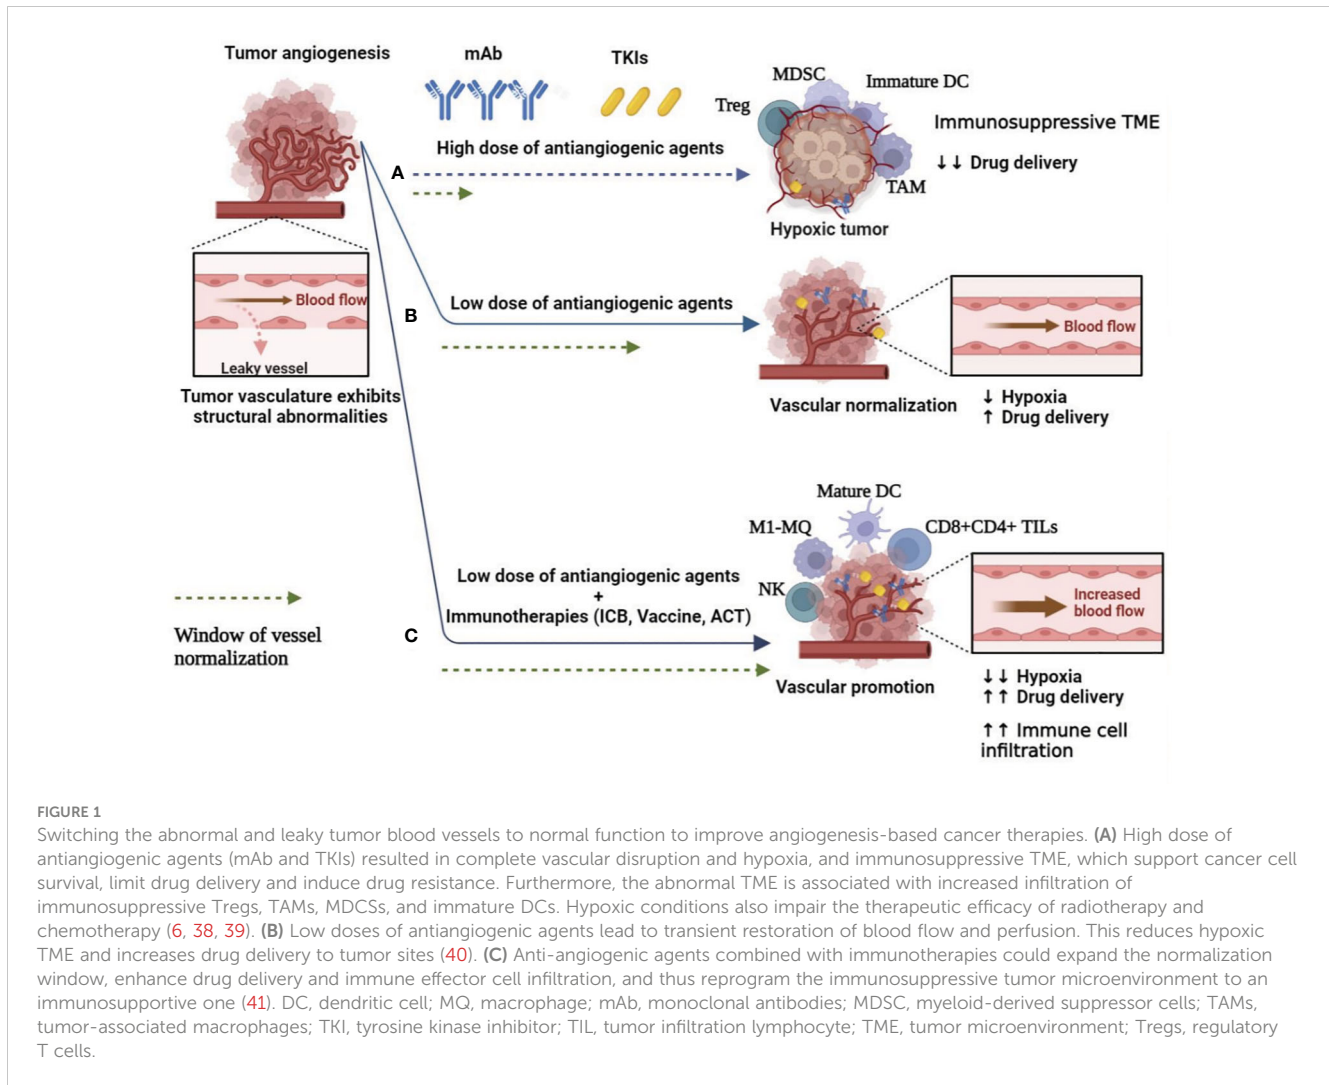 Tumor angiogenesis
mAb
TKIs
High dose of antiangiogenic agents
A
MDSC
Immature DC
Treg
TAM
Hypoxic tumor
Immunosuppressive TME
↓↓ Drug delivery
Blood flow
Leaky vessel
Tumor vasculature exhibits
structural abnormalities
B
Low dose of antiangiogenic agents
Vascular normalization
Blood flow
↓ Hypoxia
↑ Drug delivery
Window of vessel
normalization
C
Low dose of antiangiogenic agents
+
Immunotherapies (ICB, Vaccine, ACT)
Mature DC
M1-MQ
CD8+CD4+ TILs
NK
Vascular promotion
Increased
blood flow
↓↓ Hypoxia
↑↑ Drug delivery
↑↑ Immune cell
infiltration
FIGURE 1
Switching the abnormal and leaky tumor blood vessels to normal function to improve angiogenesis-based cancer therapies. (A) High dose of
antiangiogenic agents (mAb and TKIs) resulted in complete vascular disruption and hypoxia, and immunosuppressive TME, which support cancer cell
survival, limit drug delivery and induce drug resistance. Furthermore, the abnormal TME is associated with increased infiltration of
immunosuppressive Tregs, TAMs, MDCSs, and immature DCs. Hypoxic conditions also impair the therapeutic efficacy of radiotherapy and
chemotherapy (6, 38, 39). (B) Low doses of antiangiogenic agents lead to transient restoration of blood flow and perfusion. This reduces hypoxic
TME and increases drug delivery to tumor sites (40). (C) Anti-angiogenic agents combined with immunotherapies could expand the normalization
window, enhance drug delivery and immune effector cell infiltration, and thus reprogram the immunosuppressive tumor microenvironment to an
immunosupportive one (41). DC, dendritic cell; MQ, macrophage; mAb, monoclonal antibodies; MDSC, myeloid-derived suppressor cells; TAMs,
tumor-associated macrophages; TKI, tyrosine kinase inhibitor; TIL, tumor infiltration lymphocyte; TME, tumor microenvironment; Tregs, regulatory
T cells.